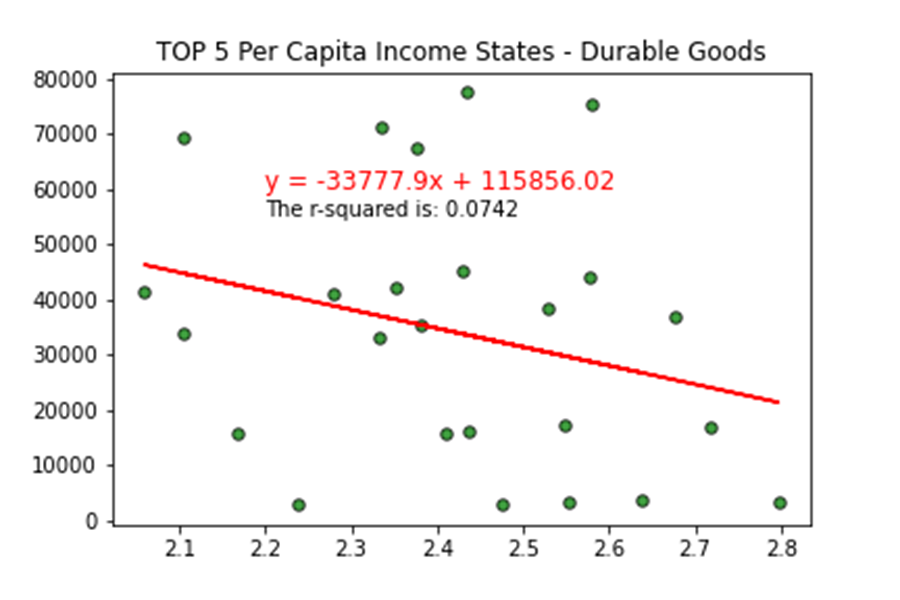 TOP 5 Per Capita Income States - Durable Goods
80000
70000
60000
50000
40000
30000
20000
10000
0
y = -33777.9x + 115856.02
The r-squared is: 0.0742
2.1 2.2 2.3 2.4 2.5 2.6 2.7 2.8